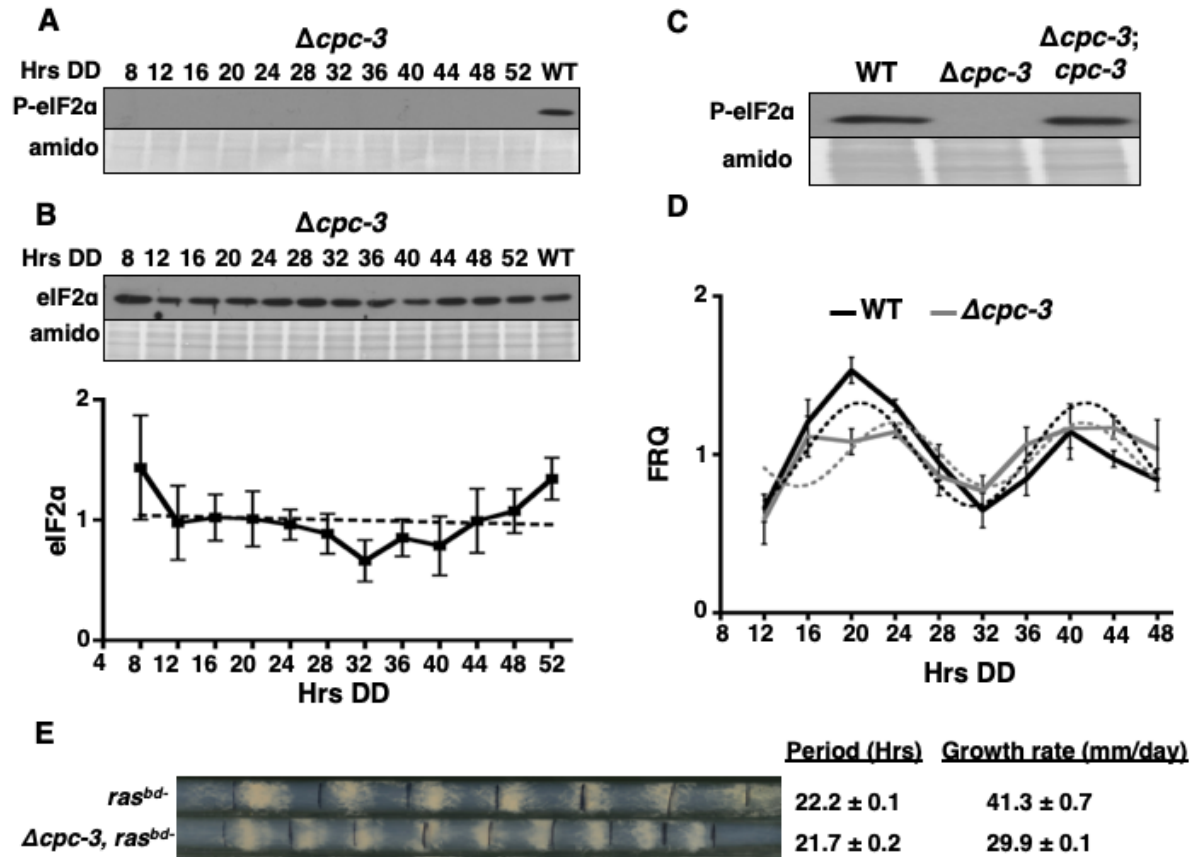 A
Δcpc-3
Hrs DD 8 12 16 20 24 28 32 36 40 44 48 52 WT
P-eIF2α
amido
B
Δcpc-3
Hrs DD 8 12 16 20 24 28 32 36 40 44 48 52 WT
eIF2α
amido
2
1
0
eIF2α
4 8 12 16 20 24 28 32 36 40 44 48 52
Hrs DD
C
WT Δcpc-3 Δcpc-3; cpc-3
P-eIF2α
amido
D
2
1
0
FRQ
WT Δcpc-3
8 12 16 20 24 28 32 36 40 44 48
Hrs DD
E
Period (Hrs) Growth rate (mm/day)
rasbd- 22.2 ± 0.1 41.3 ± 0.7
Δcpc-3, rasbd- 21.7 ± 0.2 29.9 ± 0.1